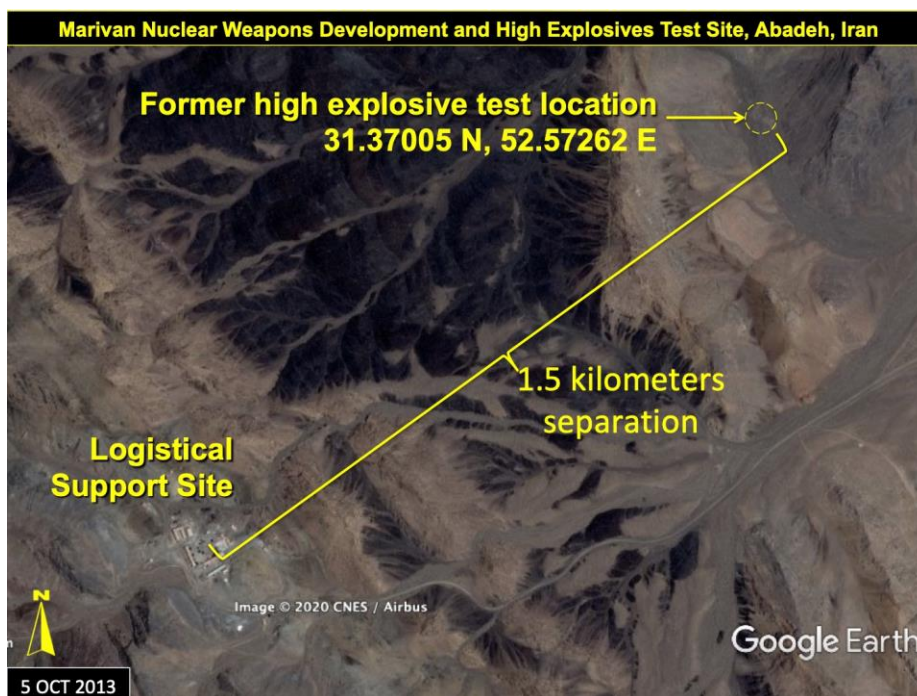 Marivan Nuclear Weapons Development and High Explosives Test Site, Abadeh, Iran
Former high explosive test location
31.37005 N, 52.57262 E
1.5 kilometers
separation
Logistical
Support Site
N
Image © 2020 CNES / Airbus
Google Earth
5 OCT 2013